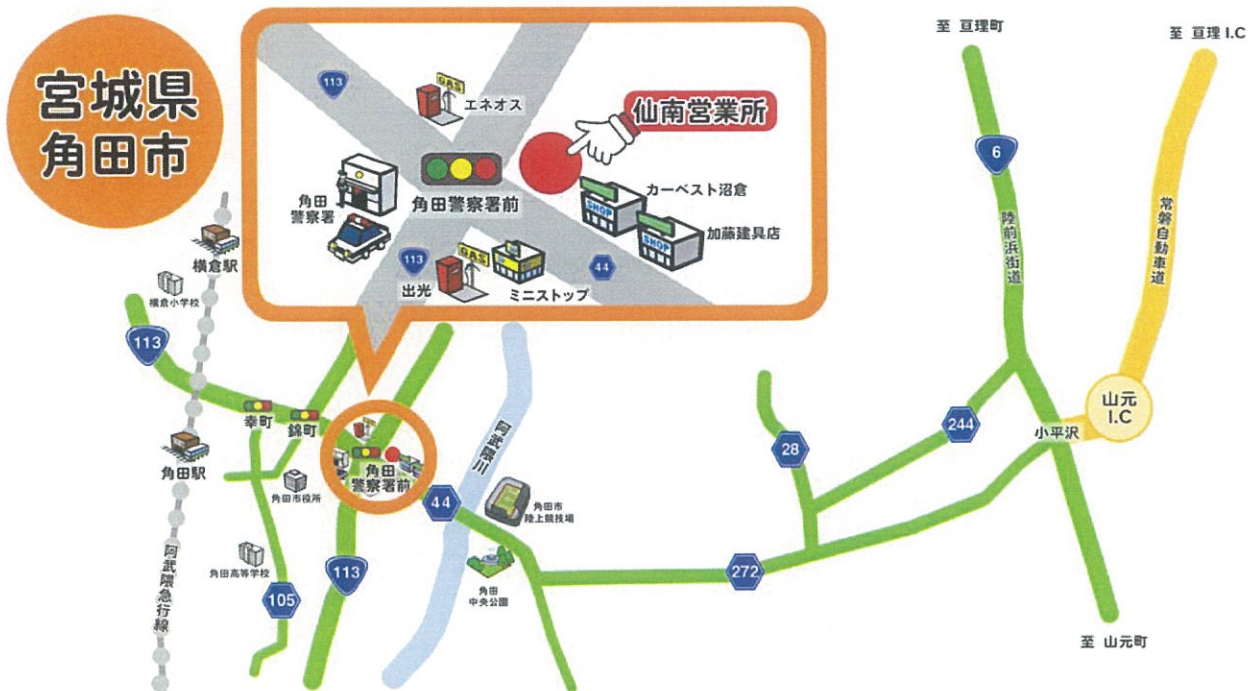 宮城県
角田市
113
GAS
エネオス
仙南営業所
角田
警察署
角田警察署前
SHOP
カーベスト沼倉
SHOP
加藤建具店
113
出光
GAS
ミニストップ
44
至 亘理町
至 亘理 I.C
6
陸前浜街道
常磐自動車道
横倉駅
横倉小学校
113
幸町
錦町
角田駅
角田市役所
角田
警察署前
阿武隈川
44
角田市
陸上競技場
角田
中央公園
角田高等学校
105
113
阿武隈急行線
28
244
272
小平沢
山元
I.C
至 山元町